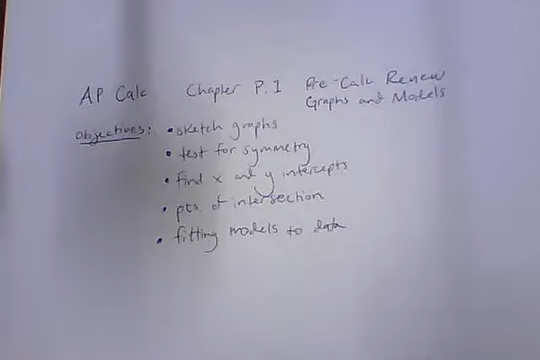 AP Calc Chapter P.1 Pre-Calc Review
Graphs and Models
Objectives: • sketch graphs
• test for symmetry
• find x and y intercepts
• pts. of intersection
• fitting models to data